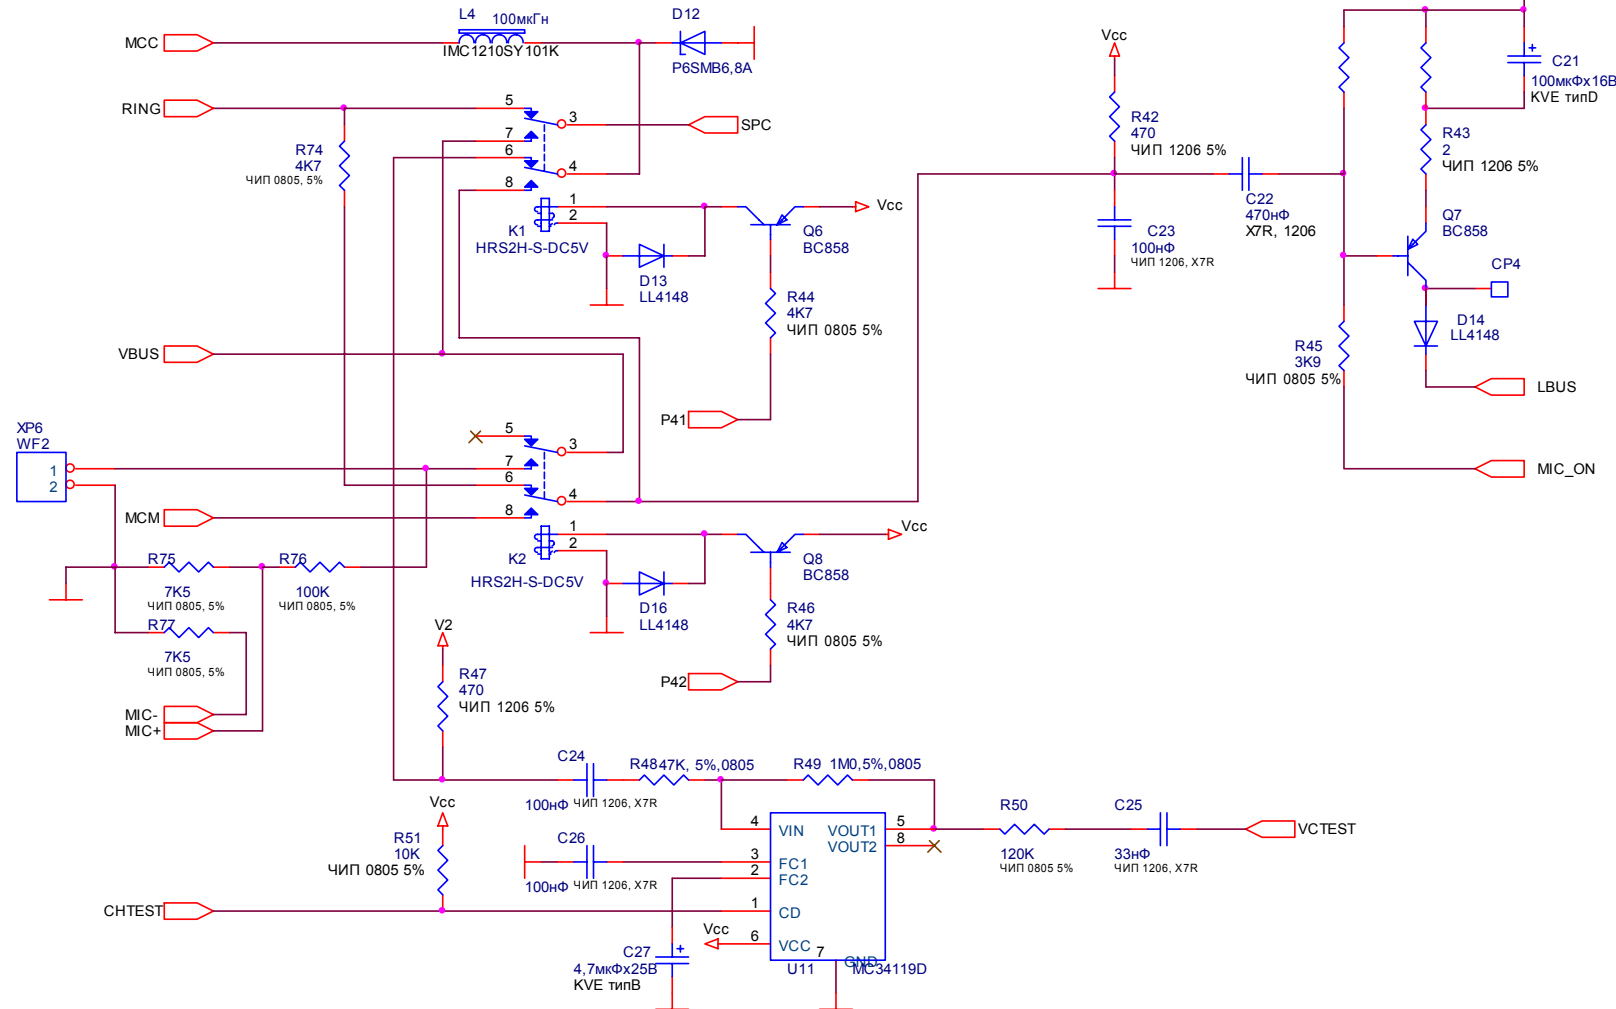 L4
100мкГн
IMC1210SY101K
MCC
D12
P6SMB6,8A
RING
5
3
SPC
7
6
4
8
R74
4K7
ЧИП 0805, 5%
1
2
K1
HRS2H-S-DC5V
Q6
BC858
Vcc
D13
LL4148
R44
4K7
ЧИП 0805 5%
VBUS
P41
Vcc
R42
470
ЧИП 1206 5%
C23
100нФ
ЧИП 1206, X7R
C22
470нФ
X7R, 1206
C21
100мкФх16В
KVE типD
+
R43
2
ЧИП 1206 5%
Q7
BC858
CP4
D14
LL4148
R45
3K9
ЧИП 0805 5%
LBUS
MIC_ON
XP6
WF2
1
2
5
3
7
6
4
8
MCM
1
2
K2
HRS2H-S-DC5V
Q8
BC858
Vcc
D16
LL4148
R46
4K7
ЧИП 0805 5%
P42
R75
7K5
ЧИП 0805, 5%
R76
100K
ЧИП 0805, 5%
R77
7K5
ЧИП 0805, 5%
MIC-
MIC+
V2
R47
470
ЧИП 1206 5%
C24
100нФ ЧИП 1206, X7R
R48 47K, 5%,0805
R49 1M0,5%,0805
Vcc
R51
10K
ЧИП 0805 5%
C26
100нФ ЧИП 1206, X7R
CHTEST
4 VIN
3 FC1
2 FC2
1 CD
6 VCC
7
GND
VOUT1 5
VOUT2 8
U11
MC34119D
Vcc
C27
+
4,7мкФх25В
KVE типВ
R50
120K
ЧИП 0805 5%
C25
33нФ
ЧИП 1206, X7R
VCTEST